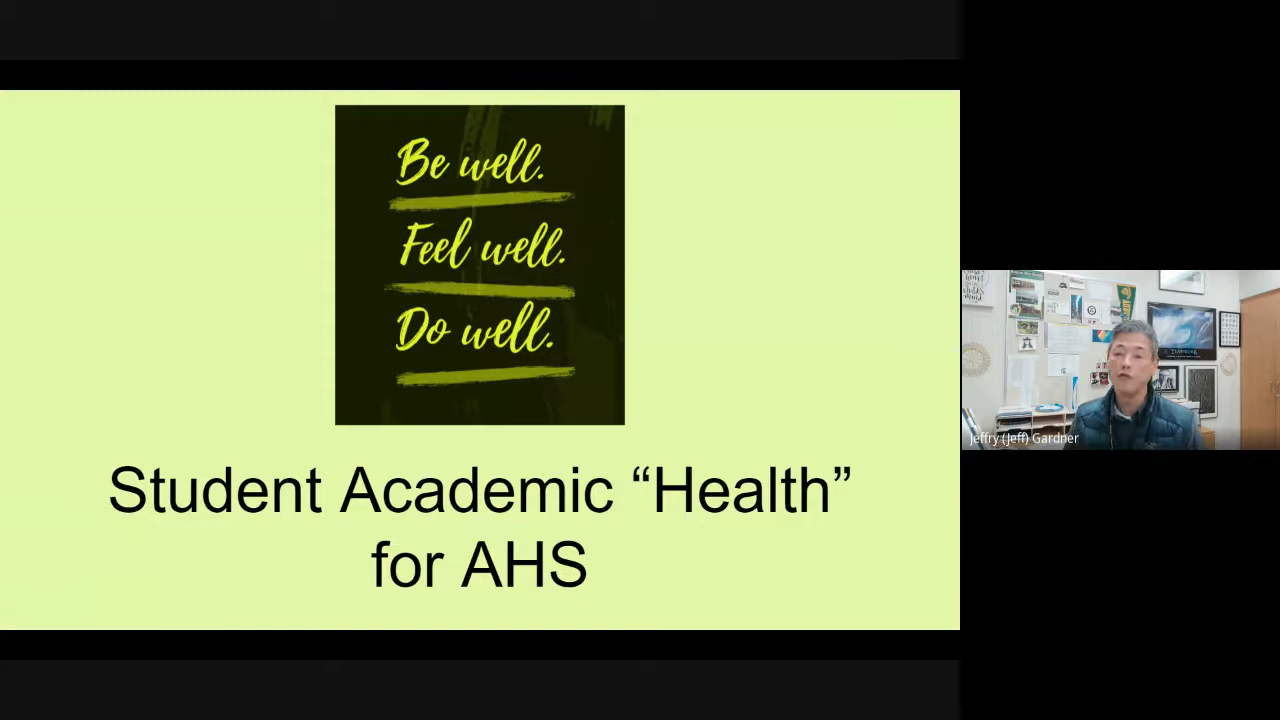 Be well.
Feel well.
Do well.
Student Academic “Health”
for AHS
Jeffry (Jeff) Gardner